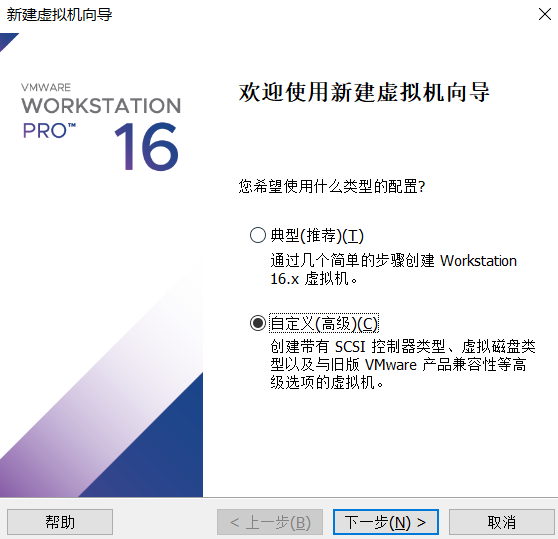 新建虚拟机向导
VMWARE
WORKSTATION
PRO™ 16
欢迎使用新建虚拟机向导
您希望使用什么类型的配置?
典型(推荐)(T)
通过几个简单的步骤创建 Workstation
16.x 虚拟机。
自定义(高级)(C)
创建带有 SCSI 控制器类型、虚拟磁盘类
型以及与旧版 VMware 产品兼容性等高
级选项的虚拟机。
帮助
< 上一步(B)
下一步(N) >
取消